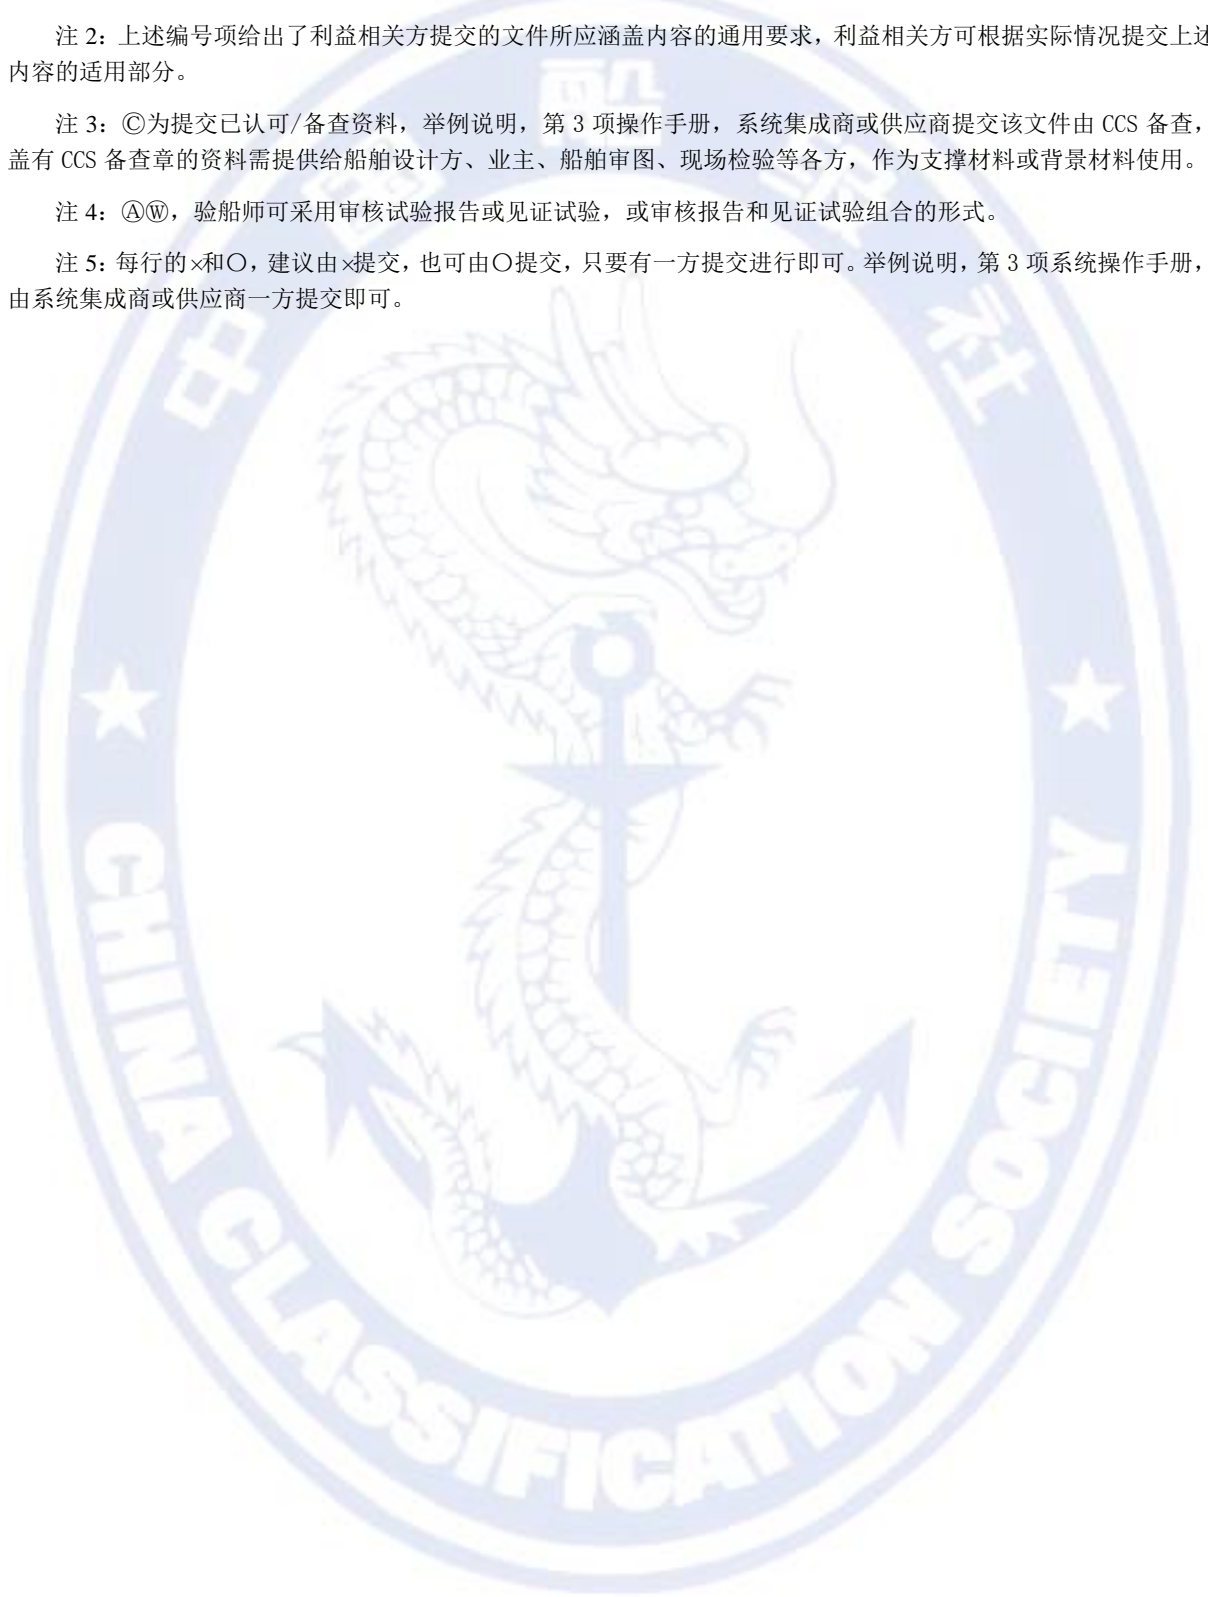 注 2：上述编号项给出了利益相关方提交的文件所应涵盖内容的通用要求，利益相关方可根据实际情况提交上述
内容的适用部分。
注 3：Ⓒ为提交已认可/备查资料，举例说明，第 3 项操作手册，系统集成商或供应商提交该文件由 CCS 备查，
盖有 CCS 备查章的资料需提供给船舶设计方、业主、船舶审图、现场检验等各方，作为支撑材料或背景材料使用。
注 4：ⒶⓌ，验船师可采用审核试验报告或见证试验，或审核报告和见证试验组合的形式。
注 5：每行的×和〇，建议由×提交，也可由〇提交，只要有一方提交进行即可。举例说明，第 3 项系统操作手册，
由系统集成商或供应商一方提交即可。
中国船级社
CHINA CLASSIFICATION SOCIETY